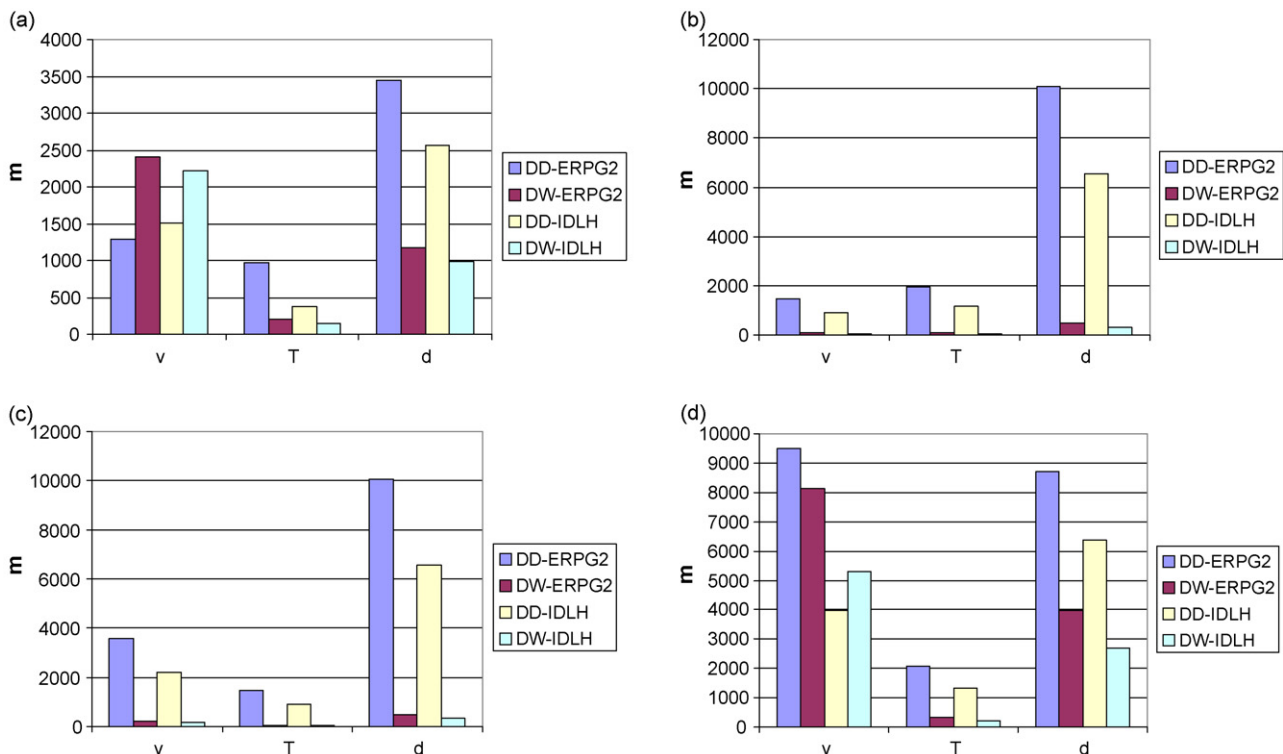 (a)
4000
3500
3000
2500
2000
1500
1000
500
0
m
v T d
DD-ERPG2
DW-ERPG2
DD-IDLH
DW-IDLH
(b)
12000
10000
8000
6000
4000
2000
0
m
v T d
DD-ERPG2
DW-ERPG2
DD-IDLH
DW-IDLH
(c)
12000
10000
8000
6000
4000
2000
0
m
v T d
DD-ERPG2
DW-ERPG2
DD-IDLH
DW-IDLH
(d)
10000
9000
8000
7000
6000
5000
4000
3000
2000
1000
0
m
v T d
DD-ERPG2
DW-ERPG2
DD-IDLH
DW-IDLH